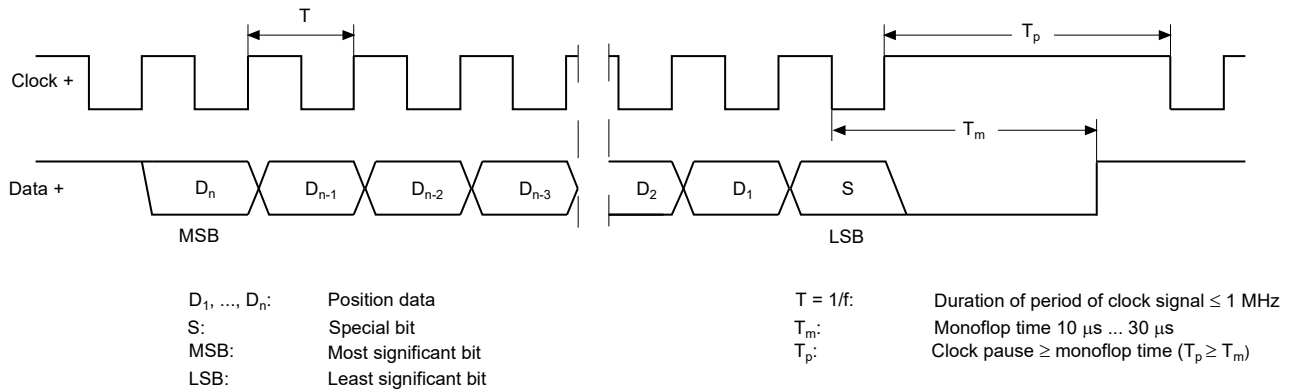 T
Tp
Clock +
Tm
Data +
Dn
Dn-1
Dn-2
Dn-3
D2
D1
S
MSB
LSB
D1, ..., Dn: Position data
S: Special bit
MSB: Most significant bit
LSB: Least significant bit
T = 1/f: Duration of period of clock signal ≤ 1 MHz
Tm: Monoflop time 10 μs ... 30 μs
Tp: Clock pause ≥ monoflop time (Tp ≥ Tm)